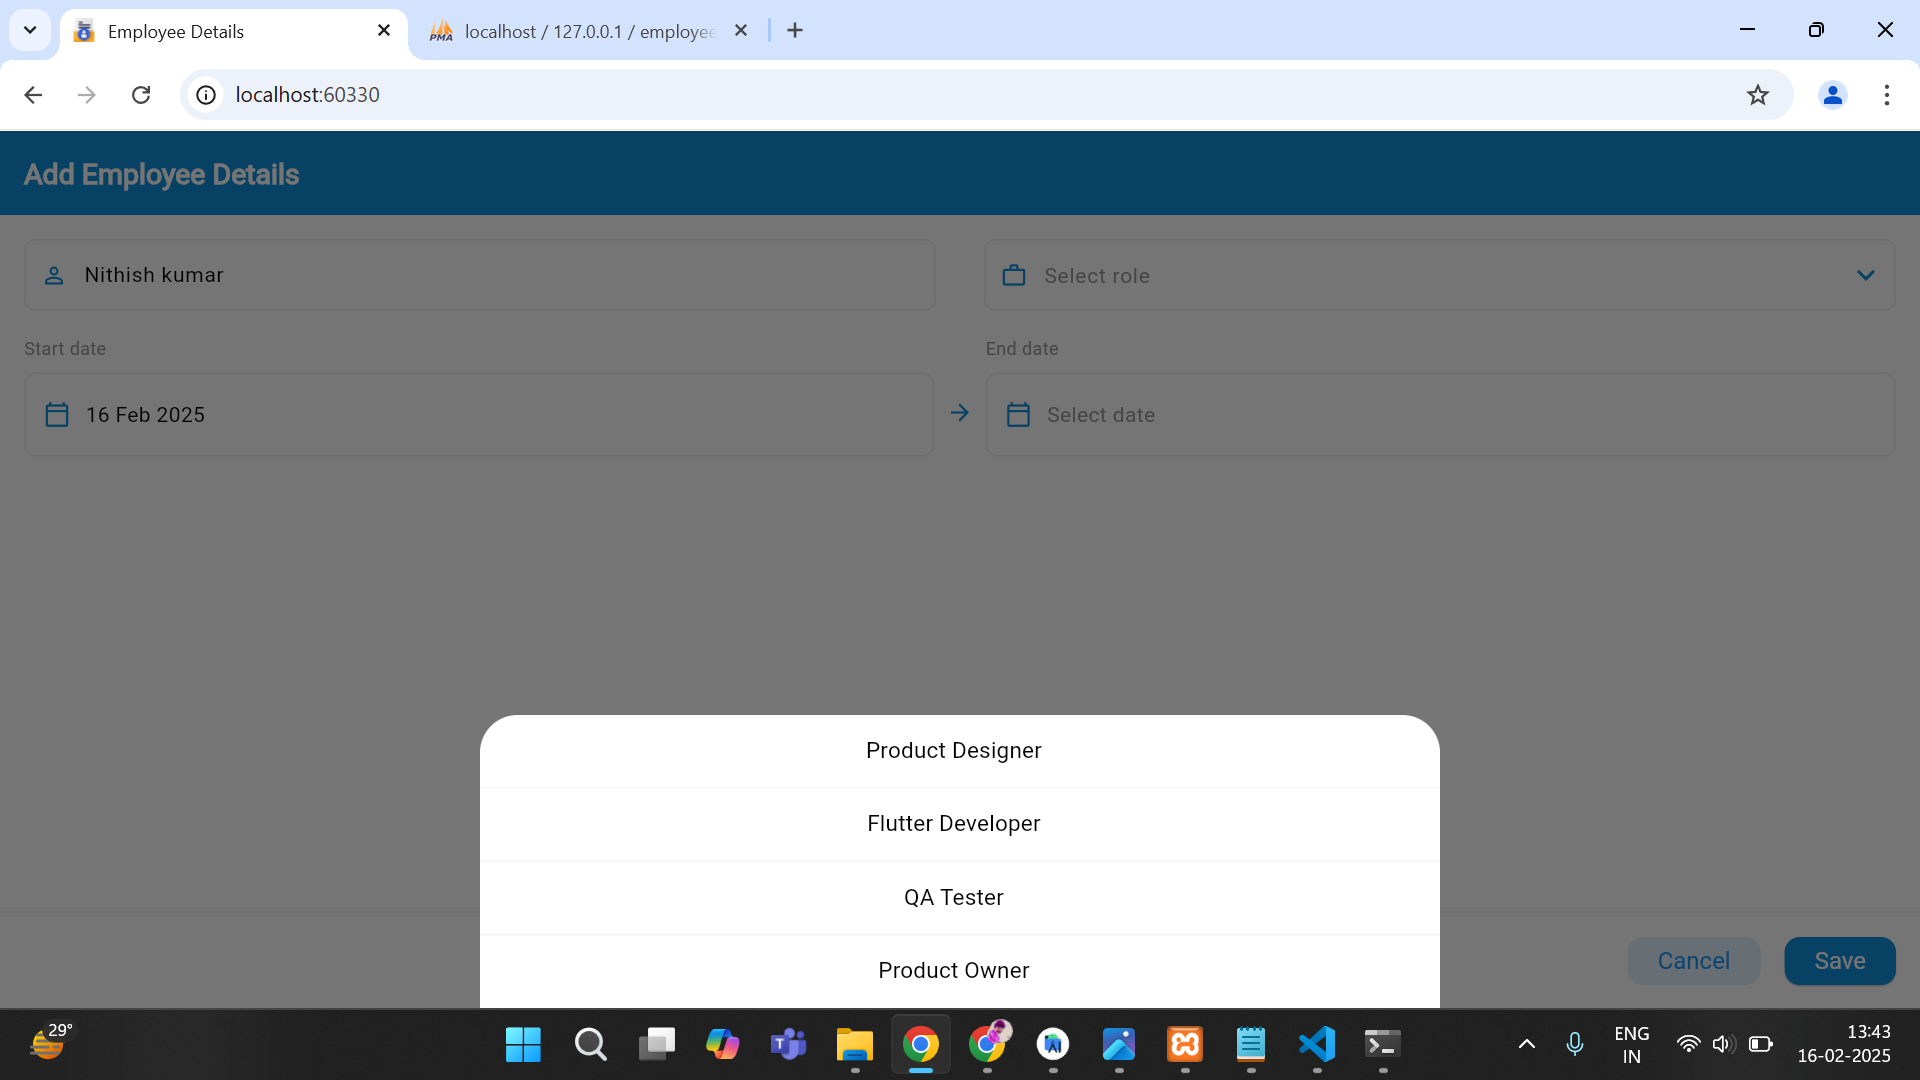 Employee Details
localhost / 127.0.0.1 / employee
localhost:60330
Add Employee Details
Nithish kumar
Select role
Start date
End date
16 Feb 2025
Select date
Product Designer
Flutter Developer
QA Tester
Product Owner
Cancel
Save
29°
ENG
IN
13:43
16-02-2025